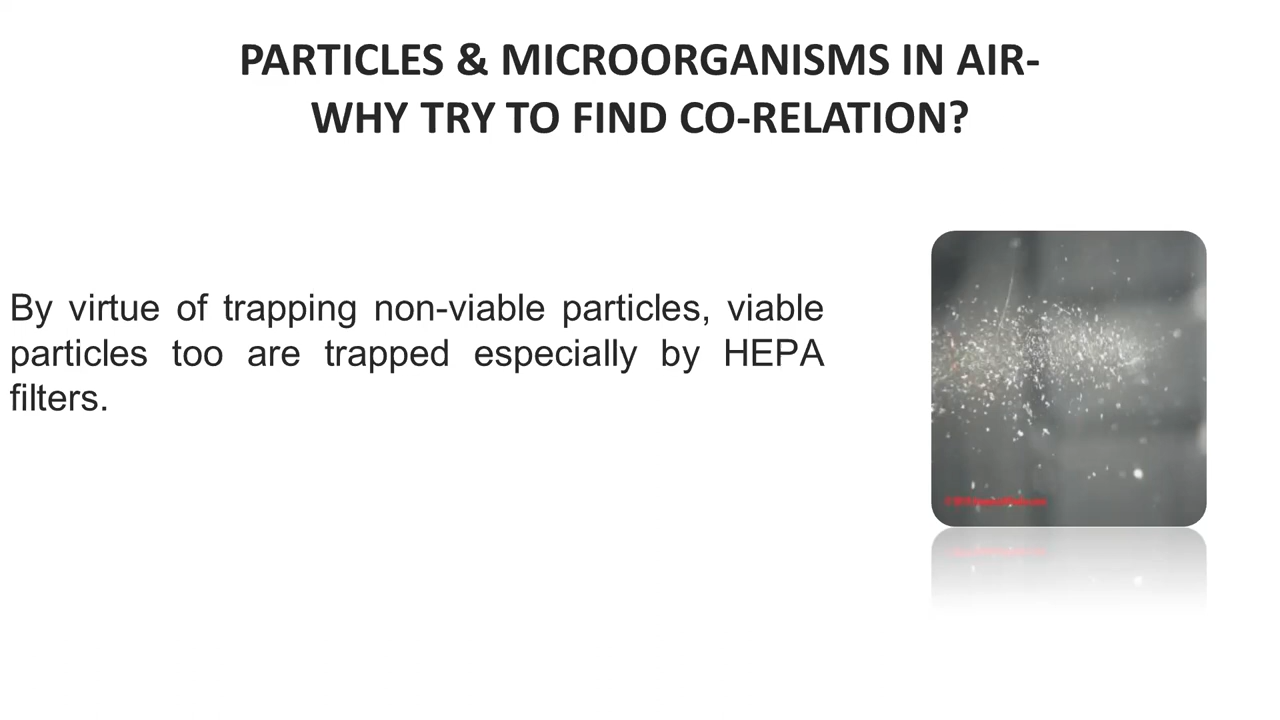 PARTICLES & MICROORGANISMS IN AIR-
WHY TRY TO FIND CO-RELATION?
By virtue of trapping non-viable particles, viable
particles too are trapped especially by HEPA
filters.